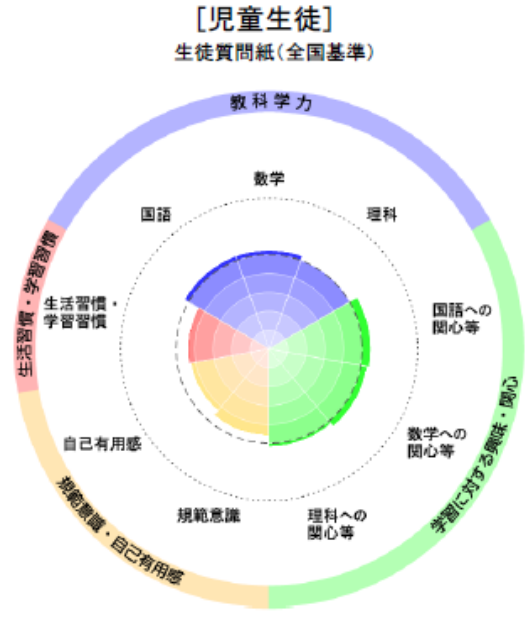 [児童生徒]
生徒質問紙(全国基準)
教科学力
数学
国語
理科
生活習慣・学習習慣
生活習慣・
学習習慣
国語への
関心等
数学への
関心等
学習に対する興味・関心
自己有用感
規範意識
理科への
関心等
規範意識・自己有用感